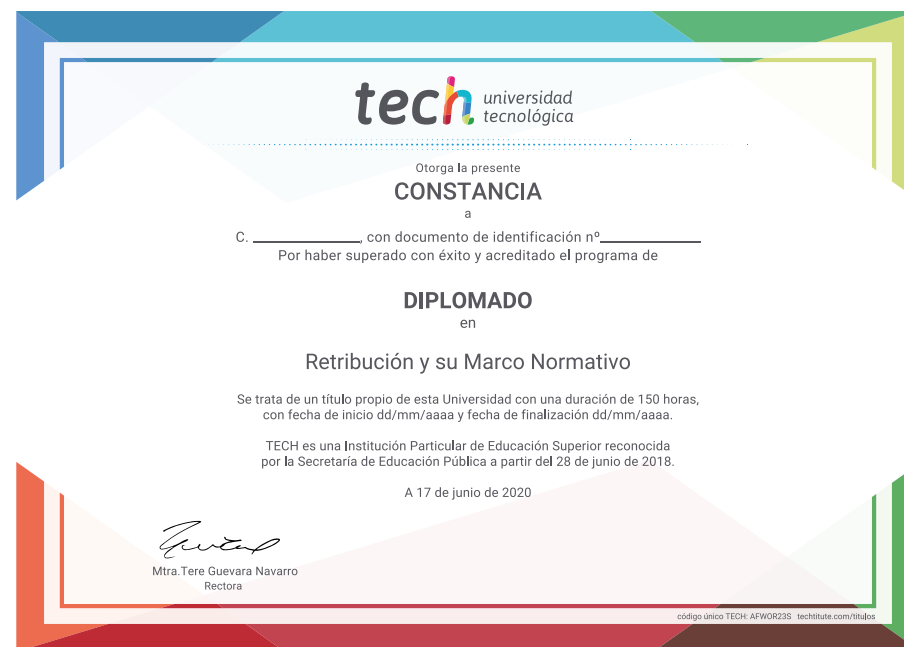 tech universidad
tecnológica
Otorga la presente
CONSTANCIA
a
C. ______________, con documento de identificación nº_____________
Por haber superado con éxito y acreditado el programa de
DIPLOMADO
en
Retribución y su Marco Normativo
Se trata de un título propio de esta Universidad con una duración de 150 horas,
con fecha de inicio dd/mm/aaaa y fecha de finalización dd/mm/aaaa.
TECH es una Institución Particular de Educación Superior reconocida
por la Secretaría de Educación Pública a partir del 28 de junio de 2018.
A 17 de junio de 2020
Mtra.Tere Guevara Navarro
Rectora
código único TECH: AFWOR23S techtitute.com/titulos